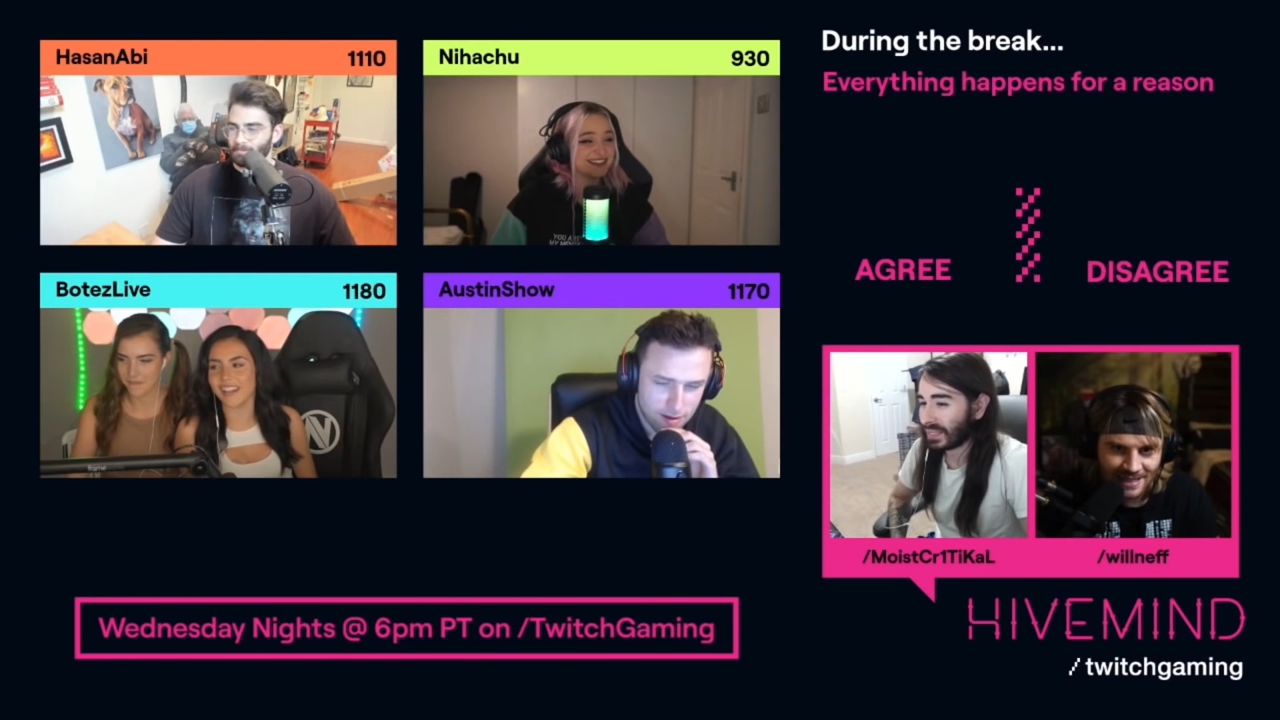 HasanAbi 1110
Nihachu 930
BotezLive 1180
AustinShow 1170
During the break...
Everything happens for a reason
AGREE
DISAGREE
/MoistCr1TiKaL
/willneff
HIVEMIND
/twitchgaming
Wednesday Nights @ 6pm PT on /TwitchGaming